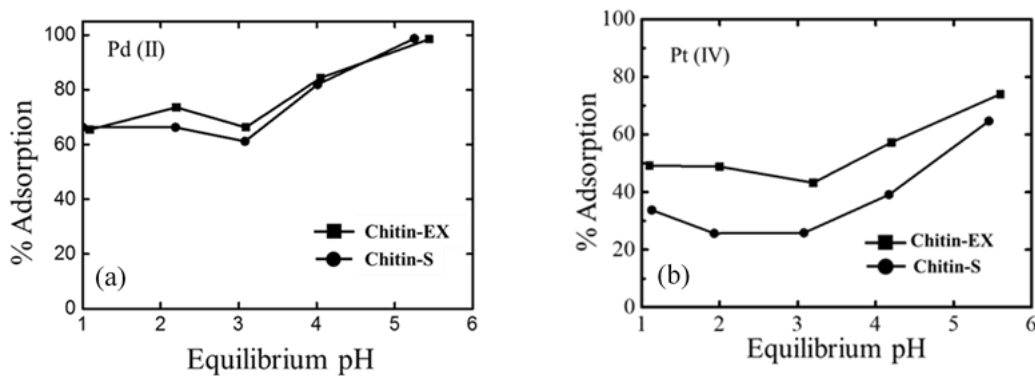 100
80
60
40
20
0
% Adsorption
Pd (II)
Chitin-EX
Chitin-S
(a)
1 2 3 4 5 6
Equilibrium pH
100
80
60
40
20
0
% Adsorption
Pt (IV)
Chitin-EX
Chitin-S
(b)
1 2 3 4 5 6
Equilibrium pH